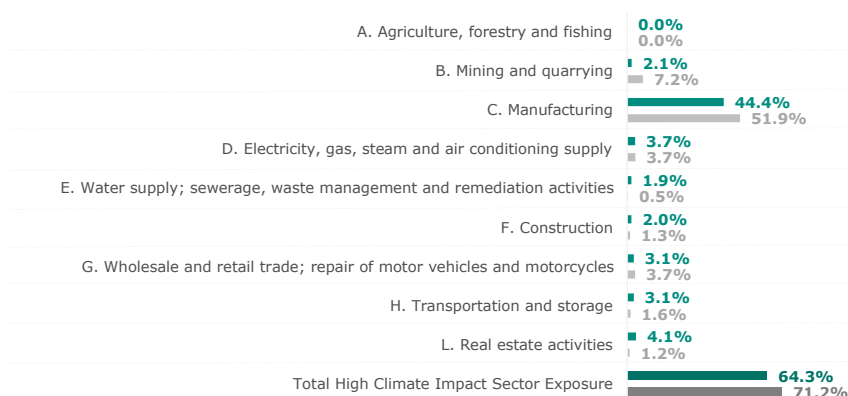 A. Agriculture, forestry and fishing
0.0%
0.0%
B. Mining and quarrying
2.1%
7.2%
C. Manufacturing
44.4%
51.9%
D. Electricity, gas, steam and air conditioning supply
3.7%
3.7%
E. Water supply; sewerage, waste management and remediation activities
1.9%
0.5%
F. Construction
2.0%
1.3%
G. Wholesale and retail trade; repair of motor vehicles and motorcycles
3.1%
3.7%
H. Transportation and storage
3.1%
1.6%
L. Real estate activities
4.1%
1.2%
Total High Climate Impact Sector Exposure
64.3%
71.2%